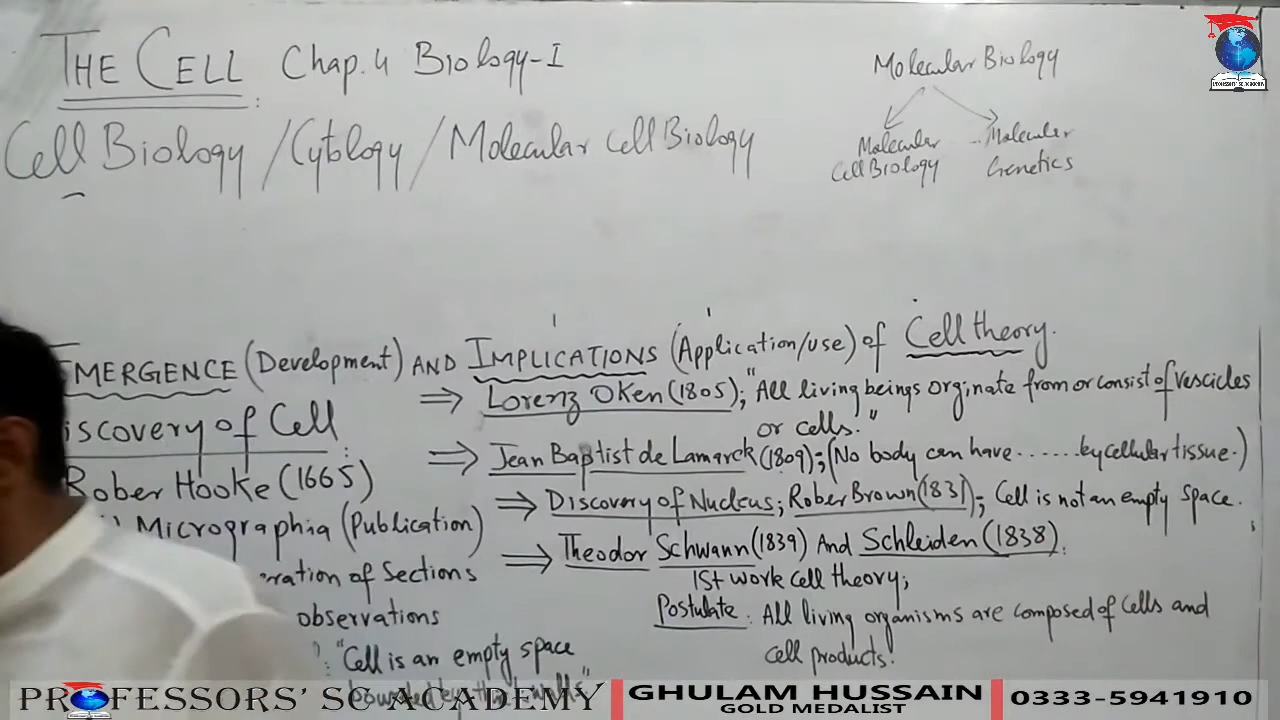 THE CELL Chap. 4 Biology-I
Cell Biology / Cytology / Molecular Cell Biology
Molecular Biology
Molecular Cell Biology
Molecular Genetics
EMERGENCE (Development) AND IMPLICATIONS (Application/use) of Cell theory.
iscovery of Cell
Rober Hooke (1665)
Micrographia (Publication)
ration of Sections
observations
"Cell is an empty space
⇒ Lorenz Oken (1805); "All living beings orginate from or consist of vescicles
or cells."
⇒ Jean Baptist de Lamarck (1809); (No body can have ....... by cellular tissue.)
⇒ Discovery of Nucleus; Rober Brown (1831); Cell is not an empty space.
⇒ Theodor Schwann (1839) And Schleiden (1838).
1st work cell theory;
Postulate: All living organisms are composed of Cells and
cell products.
PROFESSORS' SC ACADEMY
GHULAM HUSSAIN
GOLD MEDALIST
0333-5941910